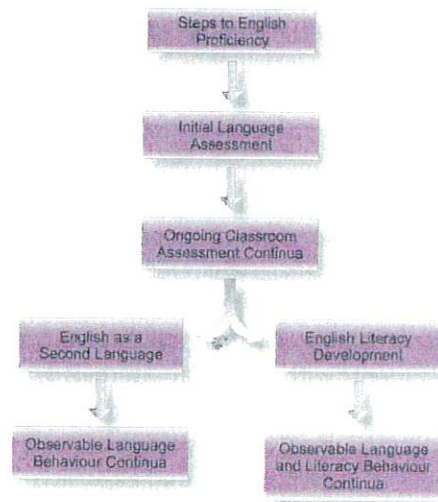 Steps to English
Proficiency
Initial Language
Assessment
Ongoing Classroom
Assessment Continua
English as a
Second Language
English Literacy
Development
Observable Language
Behaviour Continua
Observable Language
and Literacy Behaviour
Continua